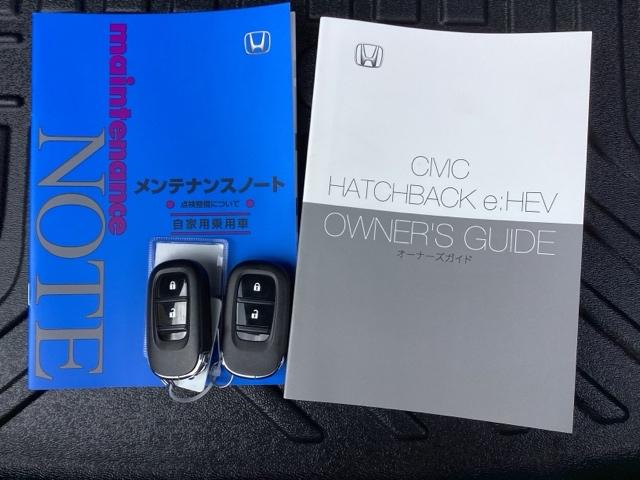 maintenance
NOTE
メンテナンスノート
点検整備について
自家用乗用車
CMC
HATCHBACK e:HEV
OWNER'S GUIDE
オーナーズガイド